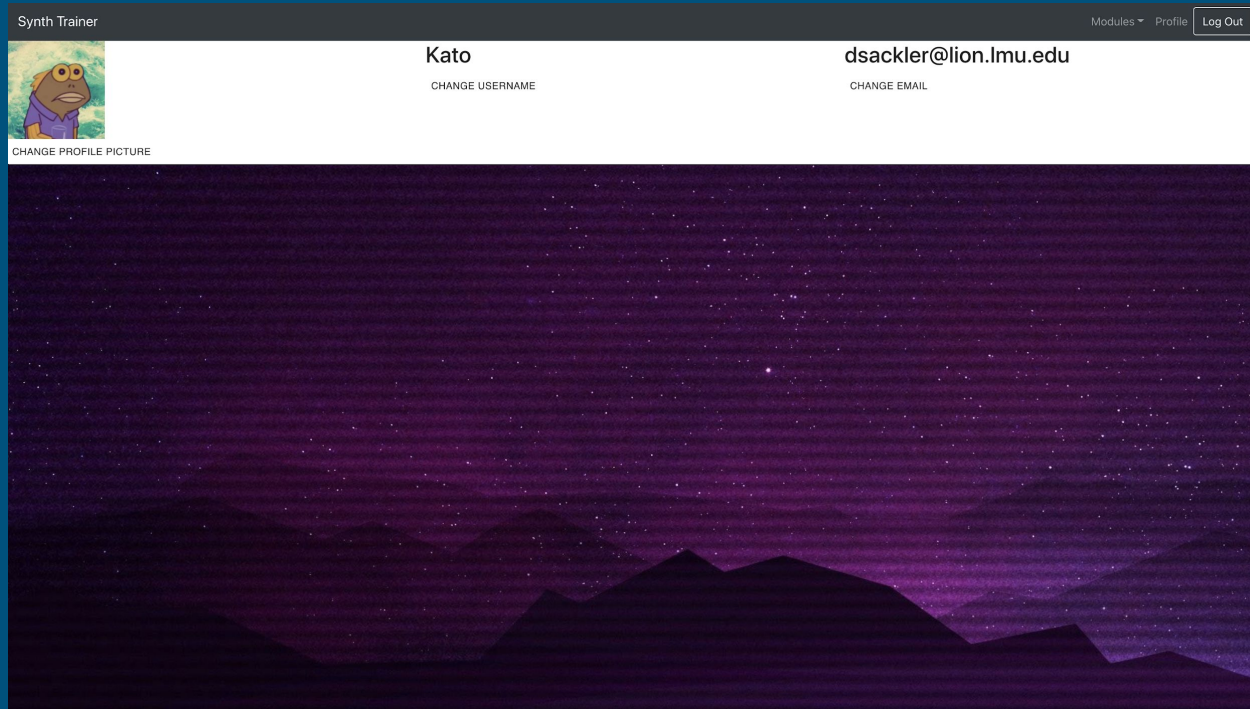 Synth Trainer
Modules Profile Log Out
Kato
dsackler@lion.lmu.edu
CHANGE USERNAME
CHANGE EMAIL
CHANGE PROFILE PICTURE